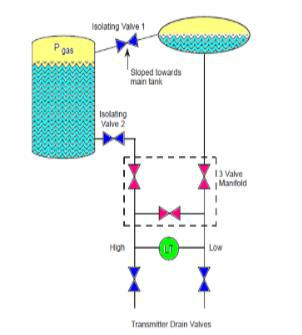 Isolating Valve 1
P gas
Sloped towards
main tank
Isolating
Valve 2
3 Valve
Manifold
High
LT
Low
Transmitter Drain Valves